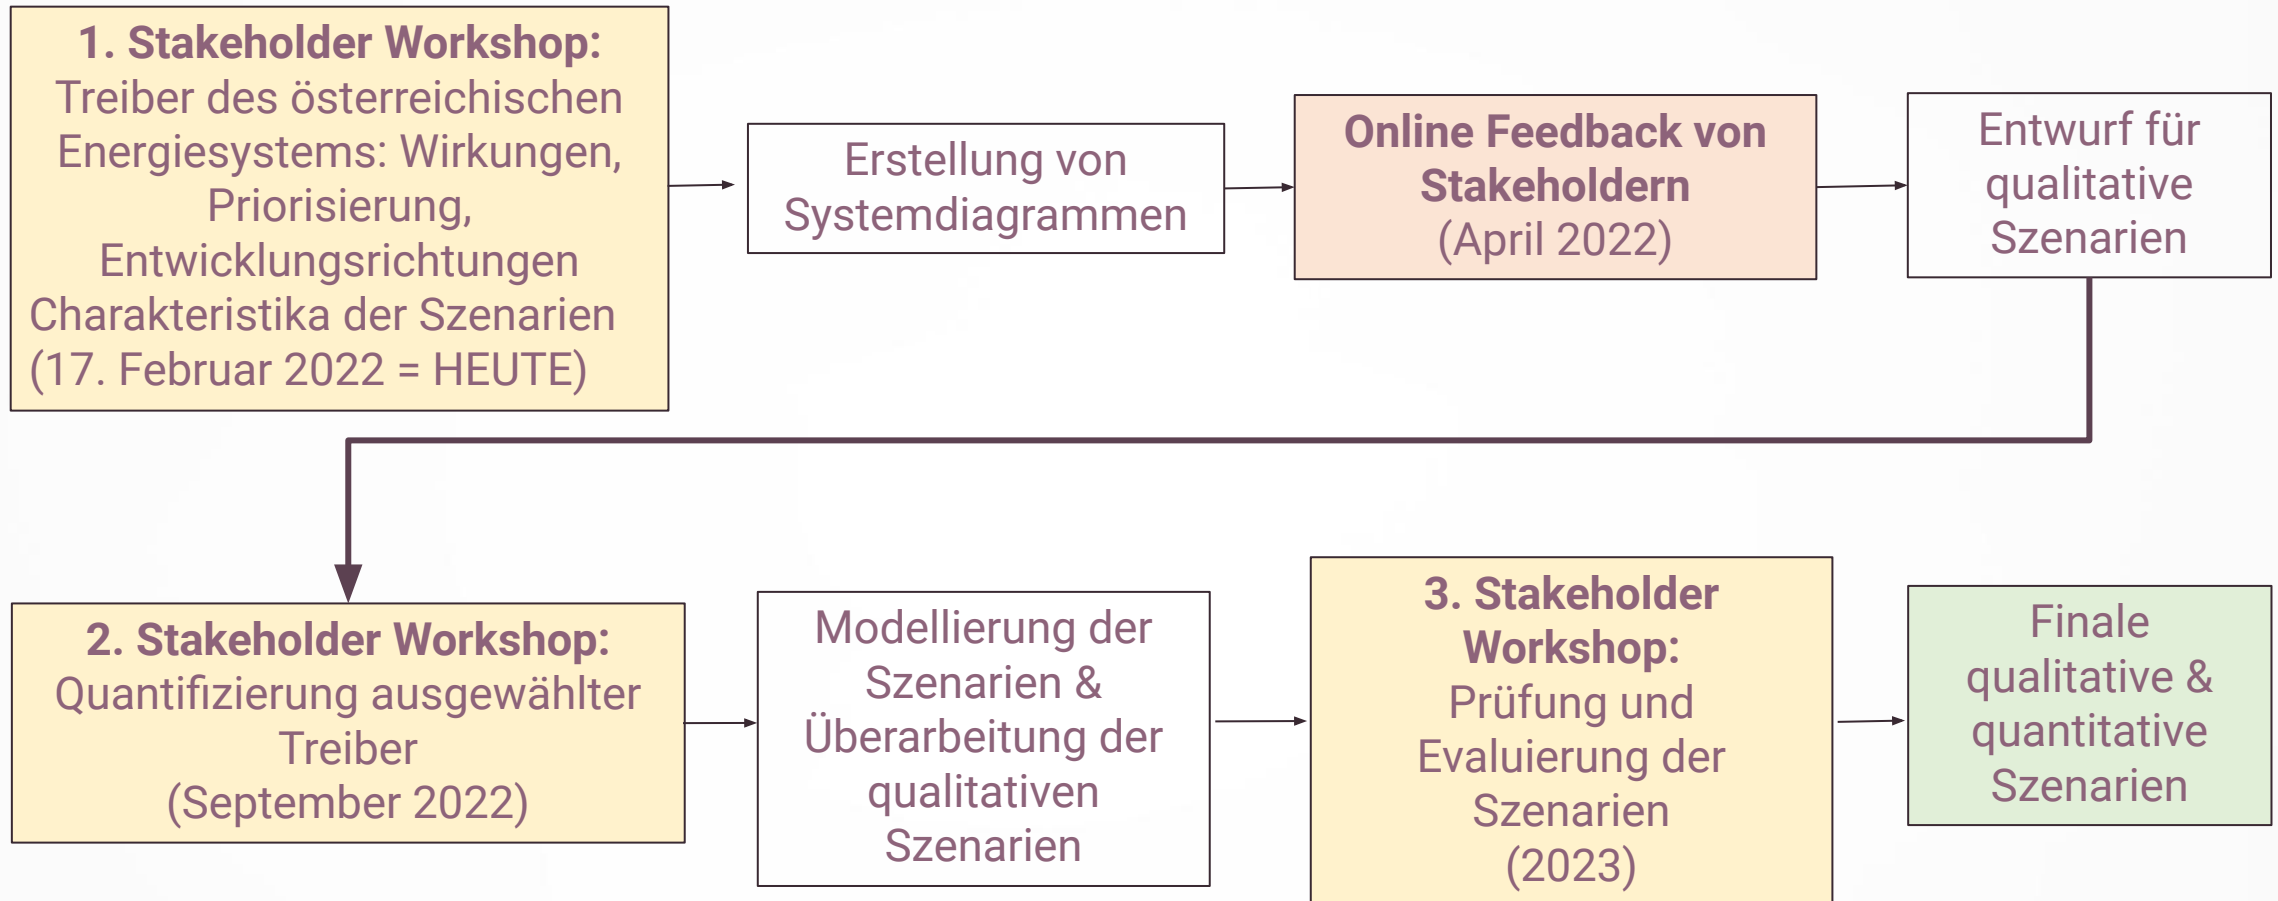 1. Stakeholder Workshop:
Treiber des österreichischen
Energiesystems: Wirkungen,
Priorisierung,
Entwicklungsrichtungen
Charakteristika der Szenarien
(17. Februar 2022 = HEUTE)
Erstellung von
Systemdiagrammen
Online Feedback von
Stakeholdern
(April 2022)
Entwurf für
qualitative
Szenarien
2. Stakeholder Workshop:
Quantifizierung ausgewählter
Treiber
(September 2022)
Modellierung der
Szenarien &
Überarbeitung der
qualitativen
Szenarien
3. Stakeholder
Workshop:
Prüfung und
Evaluierung der
Szenarien
(2023)
Finale
qualitative &
quantitative
Szenarien